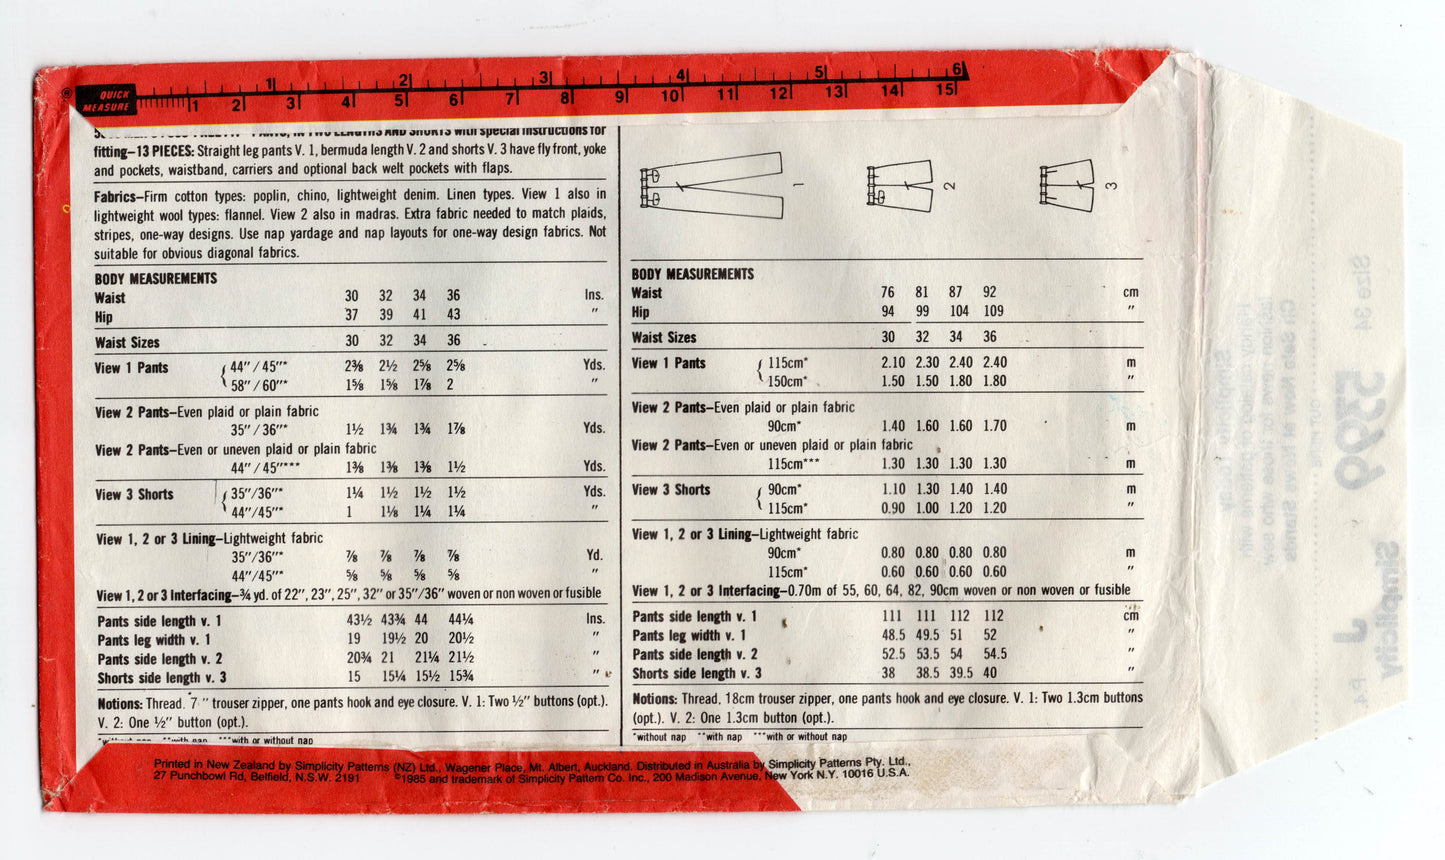 QUICK
MEASURE
1 2 3 4 5 6
1 2 3 4 5 6 7 8 9 10 11 12 13 14 15
PANTS, IN TWO LENGTHS AND SHORTS with special instructions for
fitting–13 PIECES: Straight leg pants V. 1, bermuda length V. 2 and shorts V. 3 have fly front, yoke
and pockets, waistband, carriers and optional back welt pockets with flaps.
Fabrics–Firm cotton types: poplin, chino, lightweight denim. Linen types. View 1 also in
lightweight wool types: flannel. View 2 also in madras. Extra fabric needed to match plaids,
stripes, one-way designs. Use nap yardage and nap layouts for one-way design fabrics. Not
suitable for obvious diagonal fabrics.
BODY MEASUREMENTS
Waist 30 32 34 36 Ins.
Hip 37 39 41 43 "
Waist Sizes 30 32 34 36
View 1 Pants { 44"/45"* 2⅜ 2½ 2⅝ 2⅝ Yds.
58"/60"* 1⅝ 1⅝ 1⅞ 2 "
View 2 Pants–Even plaid or plain fabric
35"/36"* 1½ 1¾ 1¾ 1⅞ Yds.
View 2 Pants–Even or uneven plaid or plain fabric
44"/45"*** 1⅜ 1⅜ 1⅜ 1½ Yds.
View 3 Shorts { 35"/36"* 1¼ 1½ 1½ 1½ Yds.
44"/45"* 1 1⅛ 1¼ 1¼ "
View 1, 2 or 3 Lining–Lightweight fabric
35"/36"* ⅞ ⅞ ⅞ ⅞ Yd.
44"/45"* ⅝ ⅝ ⅝ ⅝ "
View 1, 2 or 3 Interfacing–¾ yd. of 22", 23", 25", 32" or 35"/36" woven or non woven or fusible
Pants side length v. 1 43½ 43¾ 44 44¼ Ins.
Pants leg width v. 1 19 19½ 20 20½ "
Pants side length v. 2 20¾ 21 21¼ 21½ "
Shorts side length v. 3 15 15¼ 15½ 15¾ "
Notions: Thread. 7" trouser zipper, one pants hook and eye closure. V. 1: Two ½" buttons (opt.).
V. 2: One ½" button (opt.).
*without nap **with nap ***with or without nap
1 2 3
BODY MEASUREMENTS
Waist 76 81 87 92 cm
Hip 94 99 104 109 "
Waist Sizes 30 32 34 36
View 1 Pants { 115cm* 2.10 2.30 2.40 2.40 m
150cm* 1.50 1.50 1.80 1.80 "
View 2 Pants–Even plaid or plain fabric
90cm* 1.40 1.60 1.60 1.70 m
View 2 Pants–Even or uneven plaid or plain fabric
115cm*** 1.30 1.30 1.30 1.30 m
View 3 Shorts { 90cm* 1.10 1.30 1.40 1.40 m
115cm* 0.90 1.00 1.20 1.20 "
View 1, 2 or 3 Lining–Lightweight fabric
90cm* 0.80 0.80 0.80 0.80 m
115cm* 0.60 0.60 0.60 0.60 "
View 1, 2 or 3 Interfacing–0.70m of 55, 60, 64, 82, 90cm woven or non woven or fusible
Pants side length v. 1 111 111 112 112 cm
Pants leg width v. 1 48.5 49.5 51 52 "
Pants side length v. 2 52.5 53.5 54 54.5 "
Shorts side length v. 3 38 38.5 39.5 40 "
Notions: Thread, 18cm trouser zipper, one pants hook and eye closure. V. 1: Two 1.3cm buttons
(opt.). V. 2: One 1.3cm button (opt.).
*without nap **with nap ***with or without nap
Printed in New Zealand by Simplicity Patterns (NZ) Ltd., Wagener Place, Mt. Albert, Auckland. Distributed in Australia by Simplicity Patterns Pty. Ltd.,
27 Punchbowl Rd, Belfield, N.S.W. 2191 ©1985 and trademark of Simplicity Pattern Co. Inc., 200 Madison Avenue, New York N.Y. 10016 U.S.A.
Size 34
5399
Simplicity